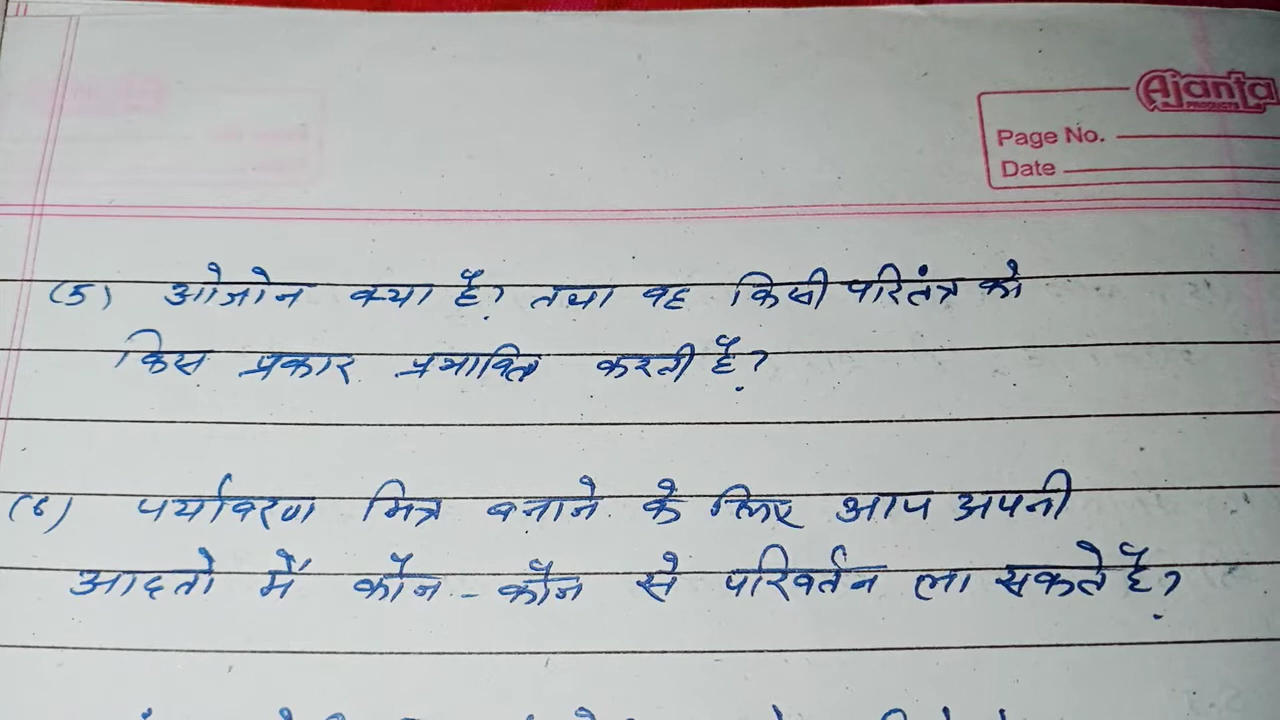 Ajanta
PRODUCTS
Page No.
Date
(5) ओजोन क्या है? तथा वह किसी परितंत्र को
किस प्रकार प्रभावित करती है?
(6) पर्यावरण मित्र बनाने के लिए आप अपनी
आदतो में कौन-कौन से परिवर्तन ला सकते है?